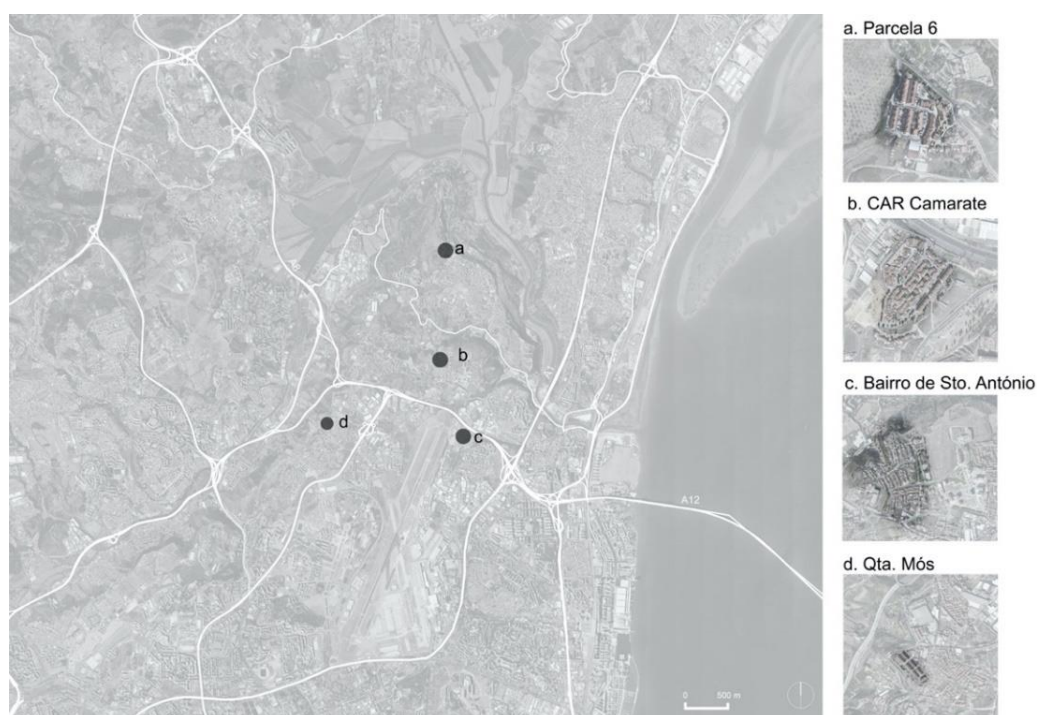 a
b
c
d
A12
0 500 m
a. Parcela 6
b. CAR Camarate
c. Bairro de Sto. António
d. Qta. Mós